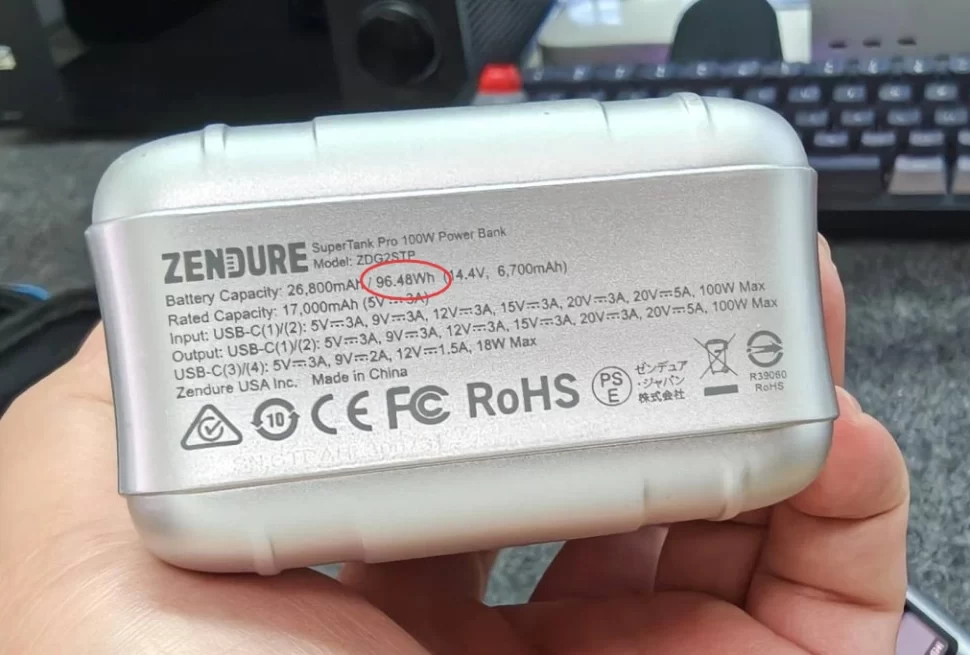 ZENDURE SuperTank Pro 100W Power Bank
Model: ZDG2STP
Battery Capacity: 26,800mAh / 96.48Wh (14.4V, 6,700mAh)
Rated Capacity: 17,000mAh (5V⎓3A)
Input: USB-C(1)/(2): 5V⎓3A, 9V⎓3A, 12V⎓3A, 15V⎓3A, 20V⎓3A, 20V⎓5A, 100W Max
Output: USB-C(1)/(2): 5V⎓3A, 9V⎓3A, 12V⎓3A, 15V⎓3A, 20V⎓3A, 20V⎓5A, 100W Max
USB-C(3)/(4): 5V⎓3A, 9V⎓2A, 12V⎓1.5A, 18W Max
Zendure USA Inc. Made in China
10 CE FC RoHS
PS
E
ゼンデュア
・ジャパン
株式会社
R39060
RoHS